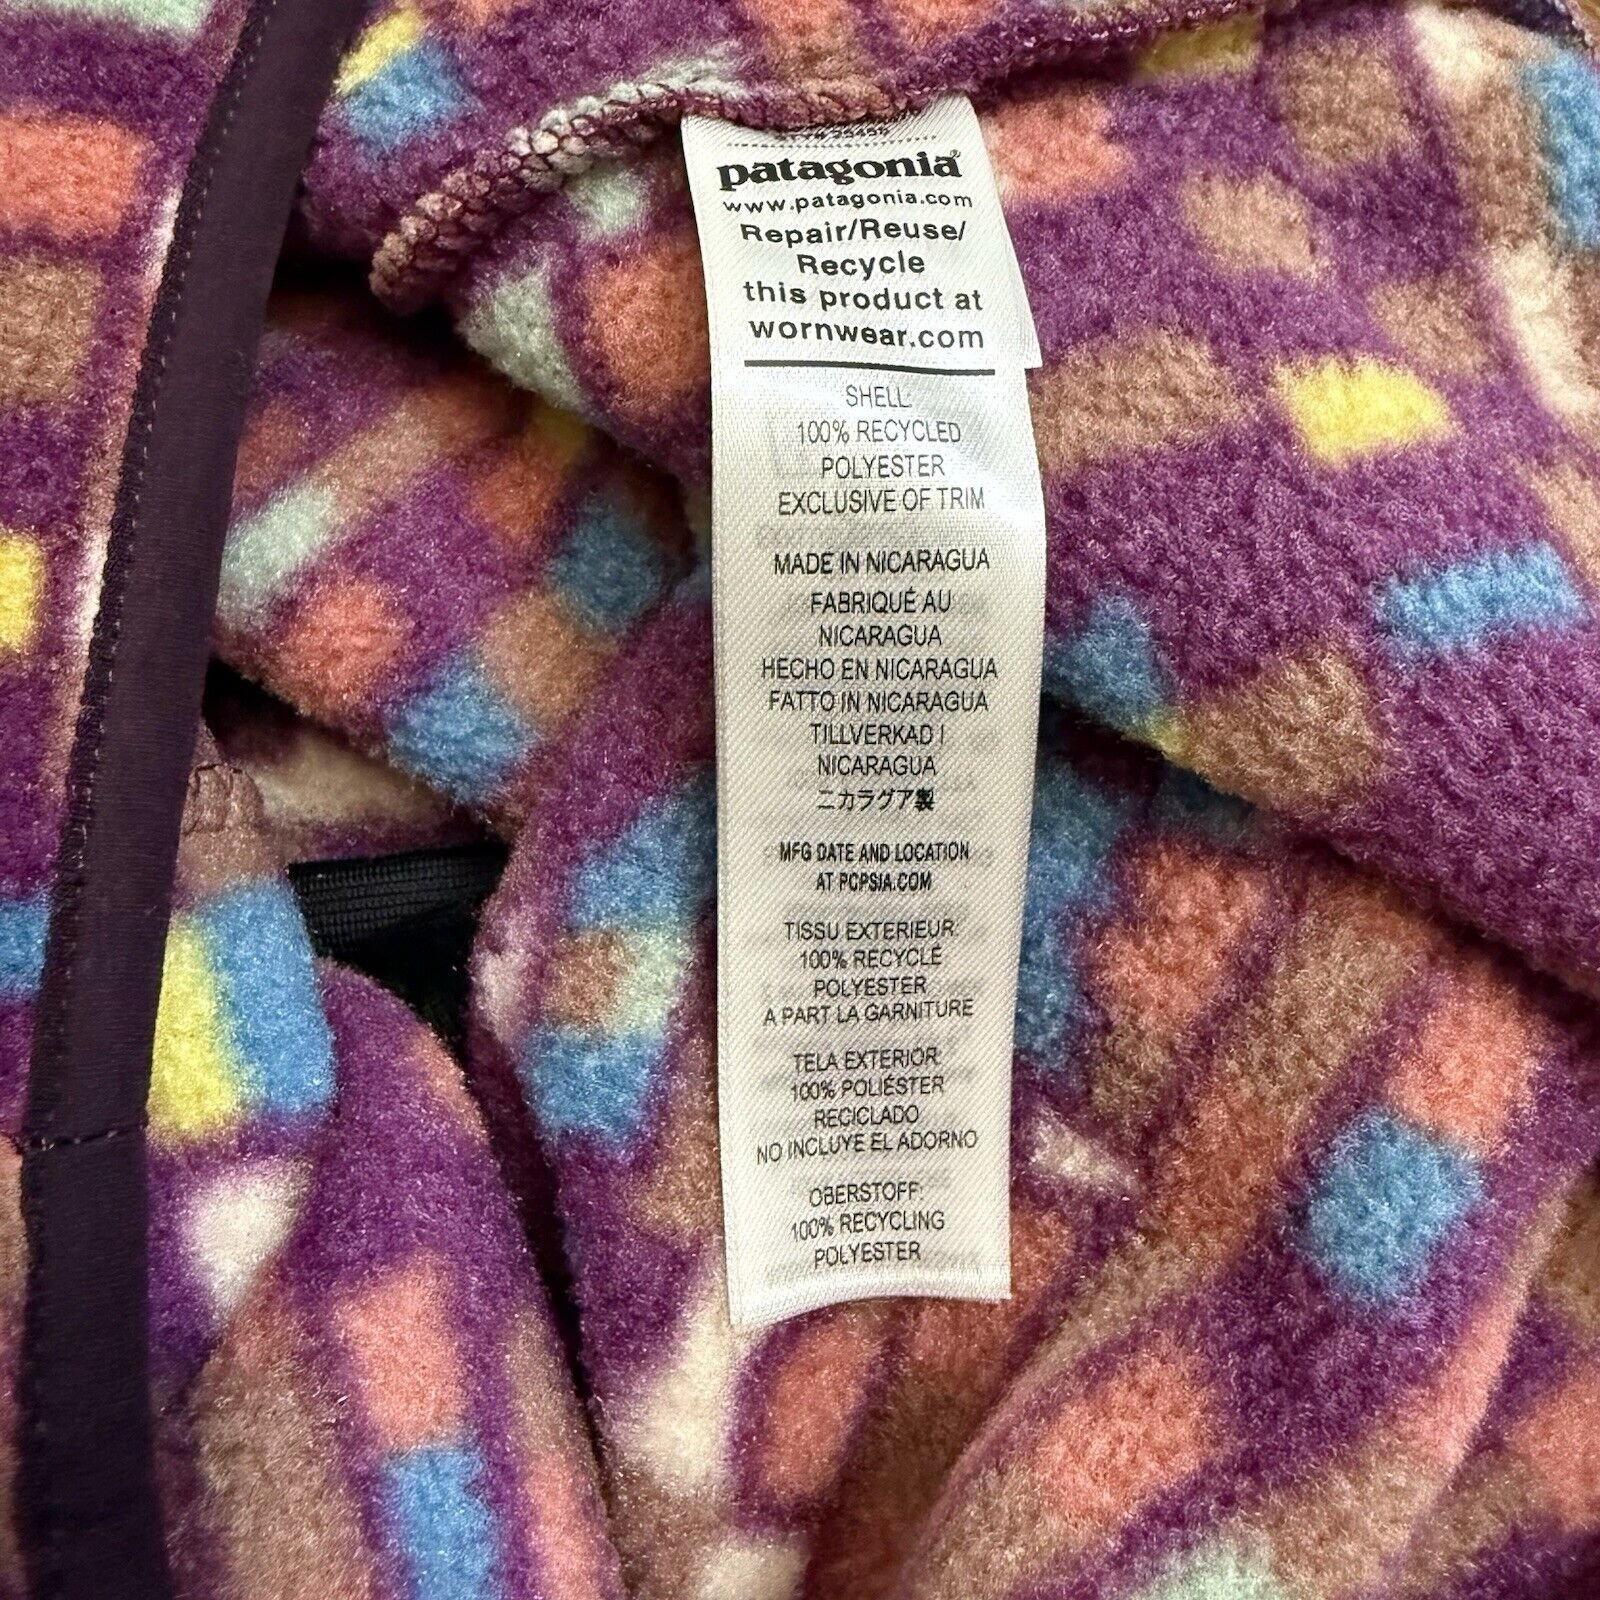 patagonia®
www.patagonia.com
Repair/Reuse/
Recycle
this product at
wornwear.com
SHELL:
100% RECYCLED
POLYESTER
EXCLUSIVE OF TRIM
MADE IN NICARAGUA
FABRIQUÉ AU
NICARAGUA
HECHO EN NICARAGUA
FATTO IN NICARAGUA
TILLVERKAD I
NICARAGUA
ニカラグア製
MFG DATE AND LOCATION
AT PCPSIA.COM
TISSU EXTERIEUR:
100% RECYCLÉ
POLYESTER
A PART LA GARNITURE
TELA EXTERIOR:
100% POLIÉSTER
RECICLADO
NO INCLUYE EL ADORNO
OBERSTOFF:
100% RECYCLING
POLYESTER